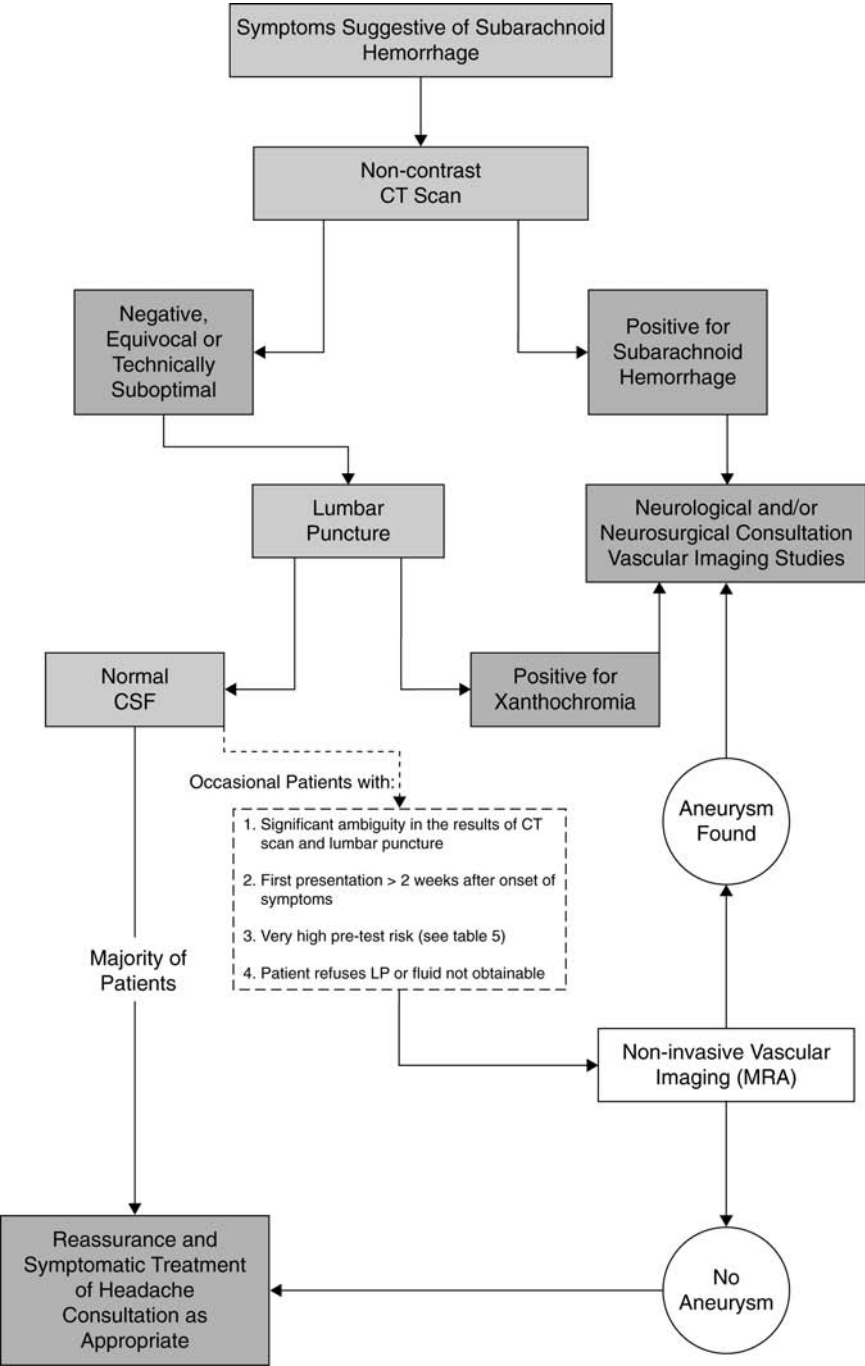 Symptoms Suggestive of Subarachnoid
Hemorrhage
Non-contrast
CT Scan
Negative,
Equivocal or
Technically
Suboptimal
Positive for
Subarachnoid
Hemorrhage
Lumbar
Puncture
Neurological and/or
Neurosurgical Consultation
Vascular Imaging Studies
Normal
CSF
Positive for
Xanthochromia
Occasional Patients with:
1. Significant ambiguity in the results of CT
scan and lumbar puncture
2. First presentation > 2 weeks after onset of
symptoms
3. Very high pre-test risk (see table 5)
4. Patient refuses LP or fluid not obtainable
Aneurysm
Found
Majority of
Patients
Non-invasive Vascular
Imaging (MRA)
Reassurance and
Symptomatic Treatment
of Headache
Consultation as
Appropriate
No
Aneurysm